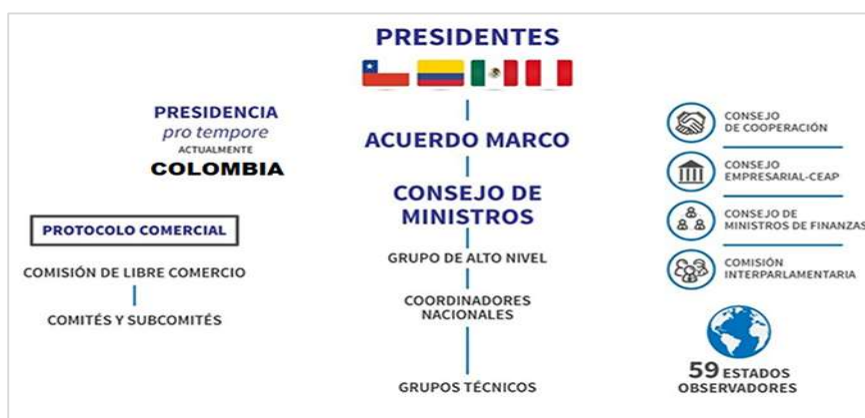 PRESIDENTES
PRESIDENCIA
pro tempore
ACTUALMENTE
COLOMBIA
PROTOCOLO COMERCIAL
COMISIÓN DE LIBRE COMERCIO
COMITÉS Y SUBCOMITÉS
ACUERDO MARCO
CONSEJO DE
MINISTROS
GRUPO DE ALTO NIVEL
COORDINADORES
NACIONALES
GRUPOS TÉCNICOS
CONSEJO
DE COOPERACIÓN
CONSEJO
EMPRESARIAL-CEAP
CONSEJO DE
MINISTROS DE FINANZAS
COMISIÓN
INTERPARLAMENTARIA
59 ESTADOS
OBSERVADORES